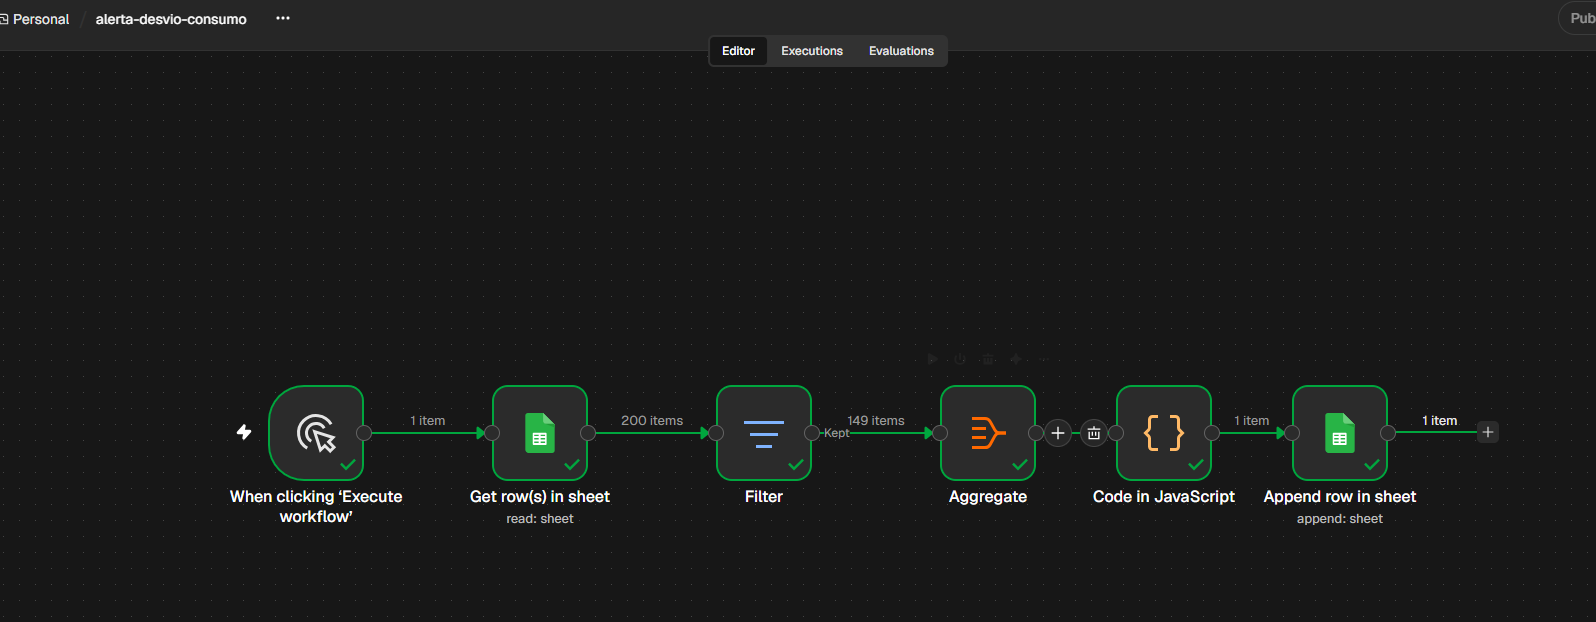 Personal / alerta-desvio-consumo ...
Pub
Editor Executions Evaluations
1 item 200 items 149 items 1 item 1 item
Kept
When clicking ‘Execute workflow’
Get row(s) in sheet
read: sheet
Filter
Aggregate
Code in JavaScript
Append row in sheet
append: sheet